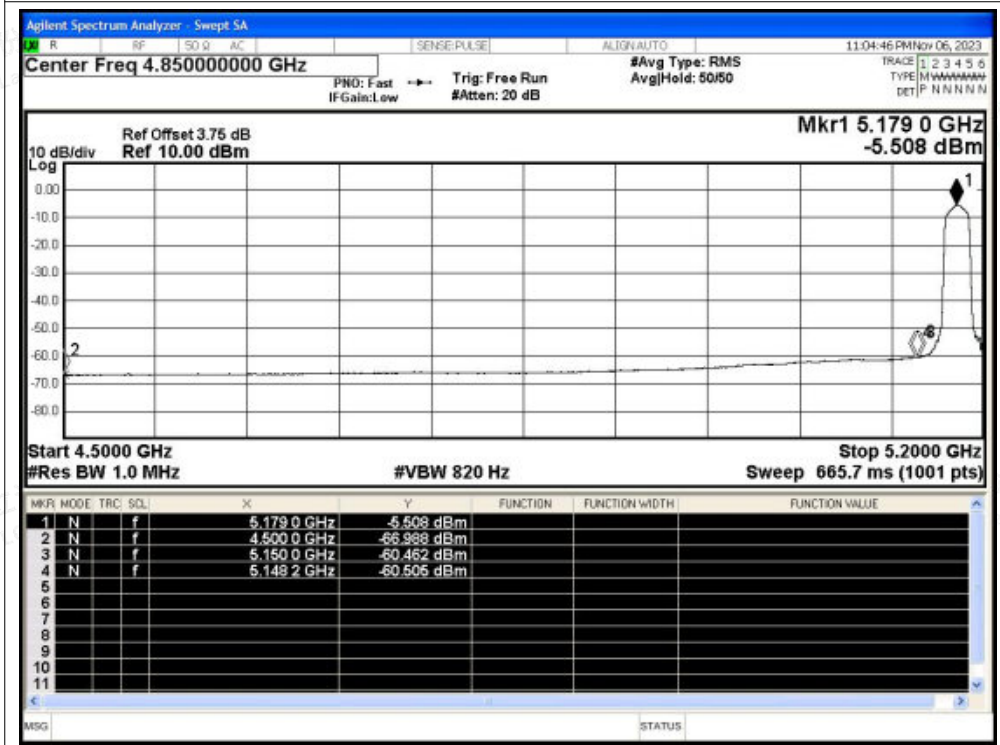 Agilent Spectrum Analyzer - Swept SA
R RF 50 Ω AC SENSE:PULSE ALIGNAUTO 11:04:46 PM Nov 06, 2023
Center Freq 4.850000000 GHz
PNO: Fast
IFGain:Low
Trig: Free Run
#Atten: 20 dB
#Avg Type: RMS
Avg|Hold: 50/50
TRACE 1 2 3 4 5 6
TYPE M WWWWW
DET P N N N N N
Mkr1 5.179 0 GHz
-5.508 dBm
Ref Offset 3.75 dB
10 dB/div Ref 10.00 dBm
Log
0.00
-10.0
-20.0
-30.0
-40.0
-50.0
-60.0
-70.0
-80.0
1
2
Start 4.5000 GHz Stop 5.2000 GHz
#Res BW 1.0 MHz #VBW 820 Hz Sweep 665.7 ms (1001 pts)
MKR MODE TRC SCL X Y FUNCTION FUNCTION WIDTH FUNCTION VALUE
1 N f 5.179 0 GHz -5.508 dBm
2 N f 4.500 0 GHz -66.988 dBm
3 N f 5.150 0 GHz -60.462 dBm
4 N f 5.148 2 GHz -60.505 dBm
5
6
7
8
9
10
11
MSG STATUS